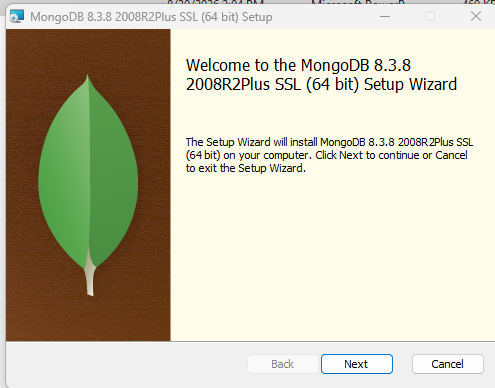 MongoDB 8.3.8 2008R2Plus SSL (64 bit) Setup
Welcome to the MongoDB 8.3.8
2008R2Plus SSL (64 bit) Setup Wizard
The Setup Wizard will install MongoDB 8.3.8 2008R2Plus SSL
(64 bit) on your computer. Click Next to continue or Cancel
to exit the Setup Wizard.
Back
Next
Cancel